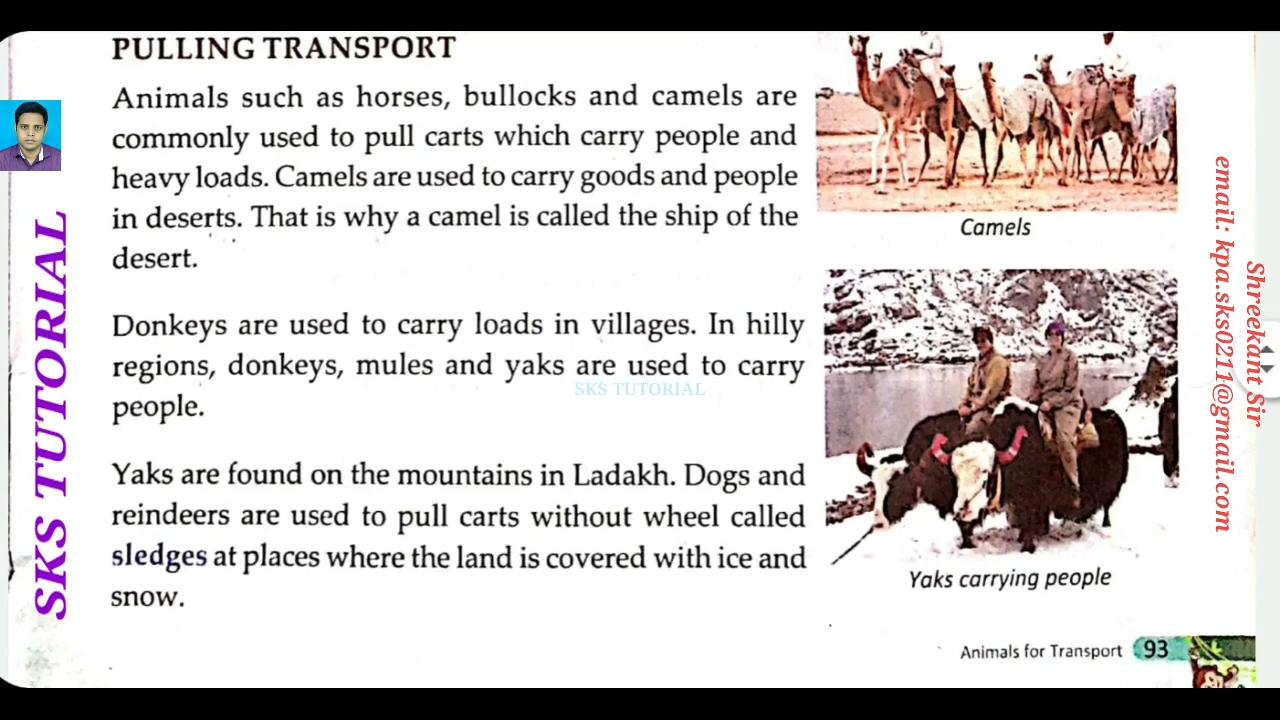 PULLING TRANSPORT
Animals such as horses, bullocks and camels are
commonly used to pull carts which carry people and
heavy loads. Camels are used to carry goods and people
in deserts. That is why a camel is called the ship of the
desert.
Donkeys are used to carry loads in villages. In hilly
regions, donkeys, mules and yaks are used to carry
people.
Yaks are found on the mountains in Ladakh. Dogs and
reindeers are used to pull carts without wheel called
sledges at places where the land is covered with ice and
snow.
Camels
Yaks carrying people
Animals for Transport 93
SKS TUTORIAL
SKS TUTORIAL
Shreekant Sir
email: kpa.sks0211@gmail.com